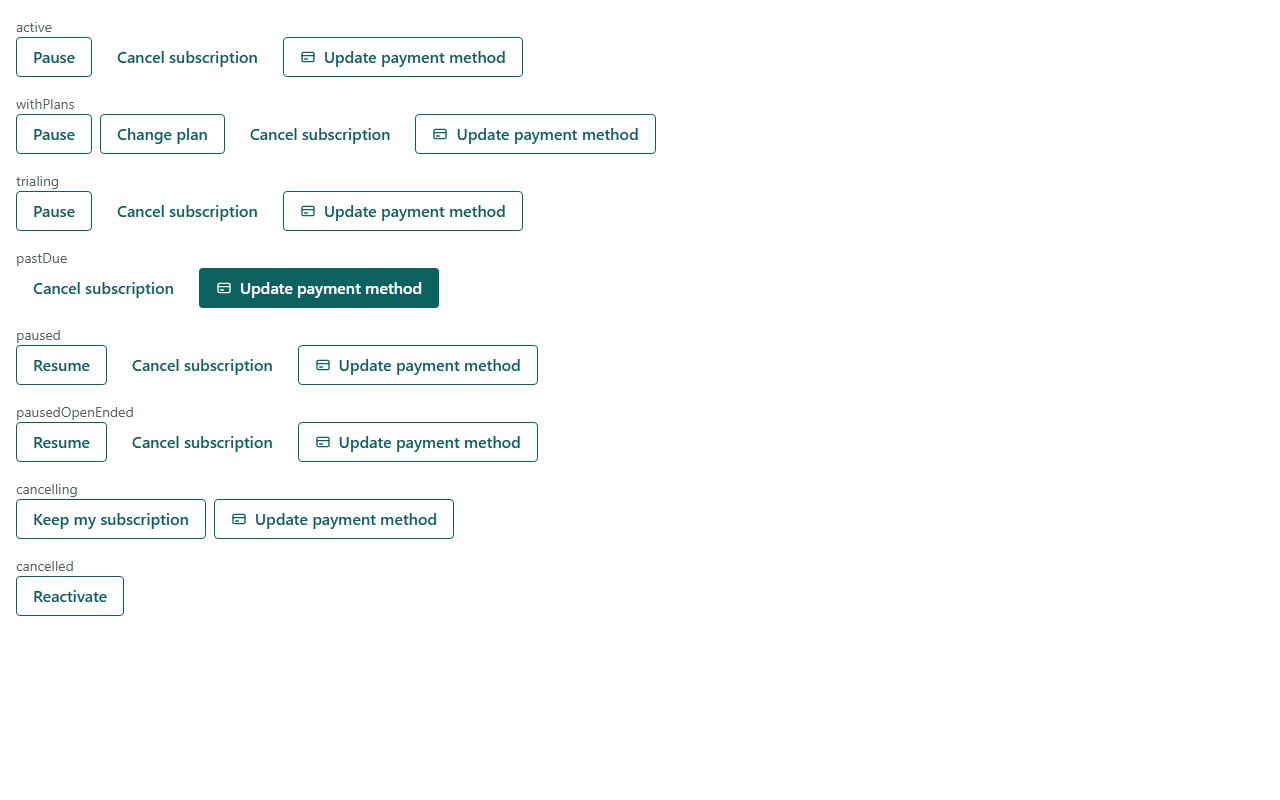 active
Pause Cancel subscription Update payment method
withPlans
Pause Change plan Cancel subscription Update payment method
trialing
Pause Cancel subscription Update payment method
pastDue
Cancel subscription Update payment method
paused
Resume Cancel subscription Update payment method
pausedOpenEnded
Resume Cancel subscription Update payment method
cancelling
Keep my subscription Update payment method
cancelled
Reactivate